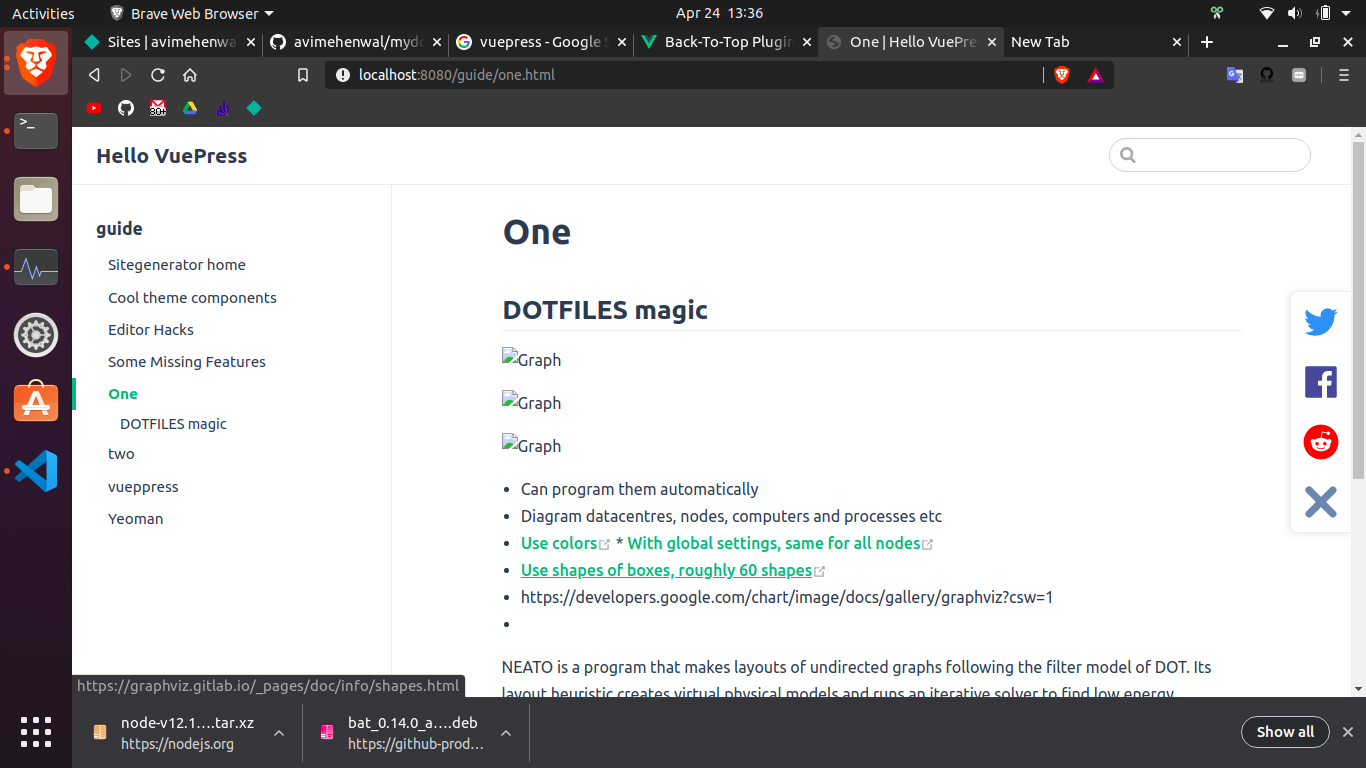 Activities
Brave Web Browser
Apr 24 13:36
Sites | avimehenwa
avimehenwal/mydo
vuepress - Google S
Back-To-Top Plugin
One | Hello VuePre
New Tab
localhost:8080/guide/one.html
80+
Hello VuePress
guide
Sitegenerator home
Cool theme components
Editor Hacks
Some Missing Features
One
DOTFILES magic
two
vueppress
Yeoman
One
DOTFILES magic
Graph
Graph
Graph
• Can program them automatically
• Diagram datacentres, nodes, computers and processes etc
• Use colors * With global settings, same for all nodes
• Use shapes of boxes, roughly 60 shapes
• https://developers.google.com/chart/image/docs/gallery/graphviz?csw=1
•
NEATO is a program that makes layouts of undirected graphs following the filter model of DOT. Its
layout heuristic creates virtual physical models and runs an iterative solver to find low energy
https://graphviz.gitlab.io/_pages/doc/info/shapes.html
node-v12.1....tar.xz
https://nodejs.org
bat_0.14.0_a....deb
https://github-prod...
Show all